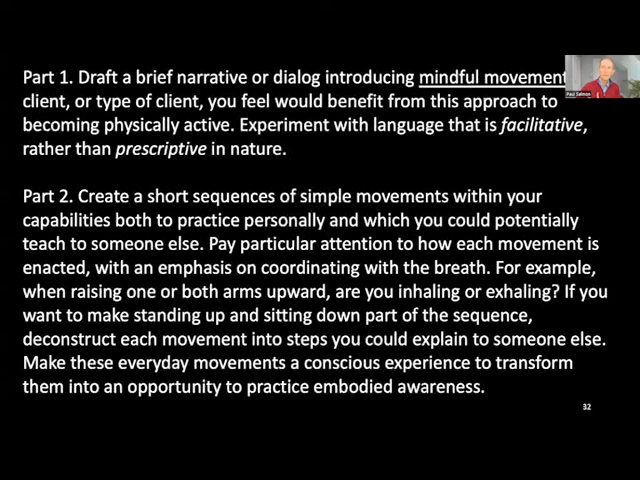 Part 1. Draft a brief narrative or dialog introducing mindful movement
client, or type of client, you feel would benefit from this approach to
becoming physically active. Experiment with language that is facilitative,
rather than prescriptive in nature.
Part 2. Create a short sequences of simple movements within your
capabilities both to practice personally and which you could potentially
teach to someone else. Pay particular attention to how each movement is
enacted, with an emphasis on coordinating with the breath. For example,
when raising one or both arms upward, are you inhaling or exhaling? If you
want to make standing up and sitting down part of the sequence,
deconstruct each movement into steps you could explain to someone else.
Make these everyday movements a conscious experience to transform
them into an opportunity to practice embodied awareness.
32
Paul Salmon